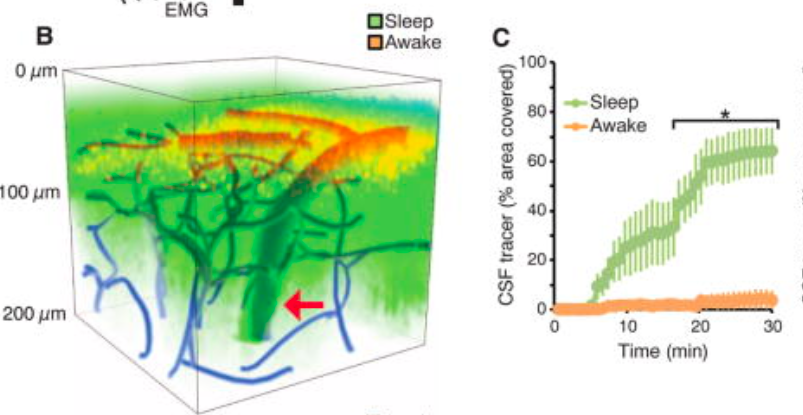 EMG
B
Sleep
Awake
0 µm
100 µm
200 µm
C
CSF tracer (% area covered)
100
80
60
40
20
0
Sleep
Awake
*
0 10 20 30
Time (min)